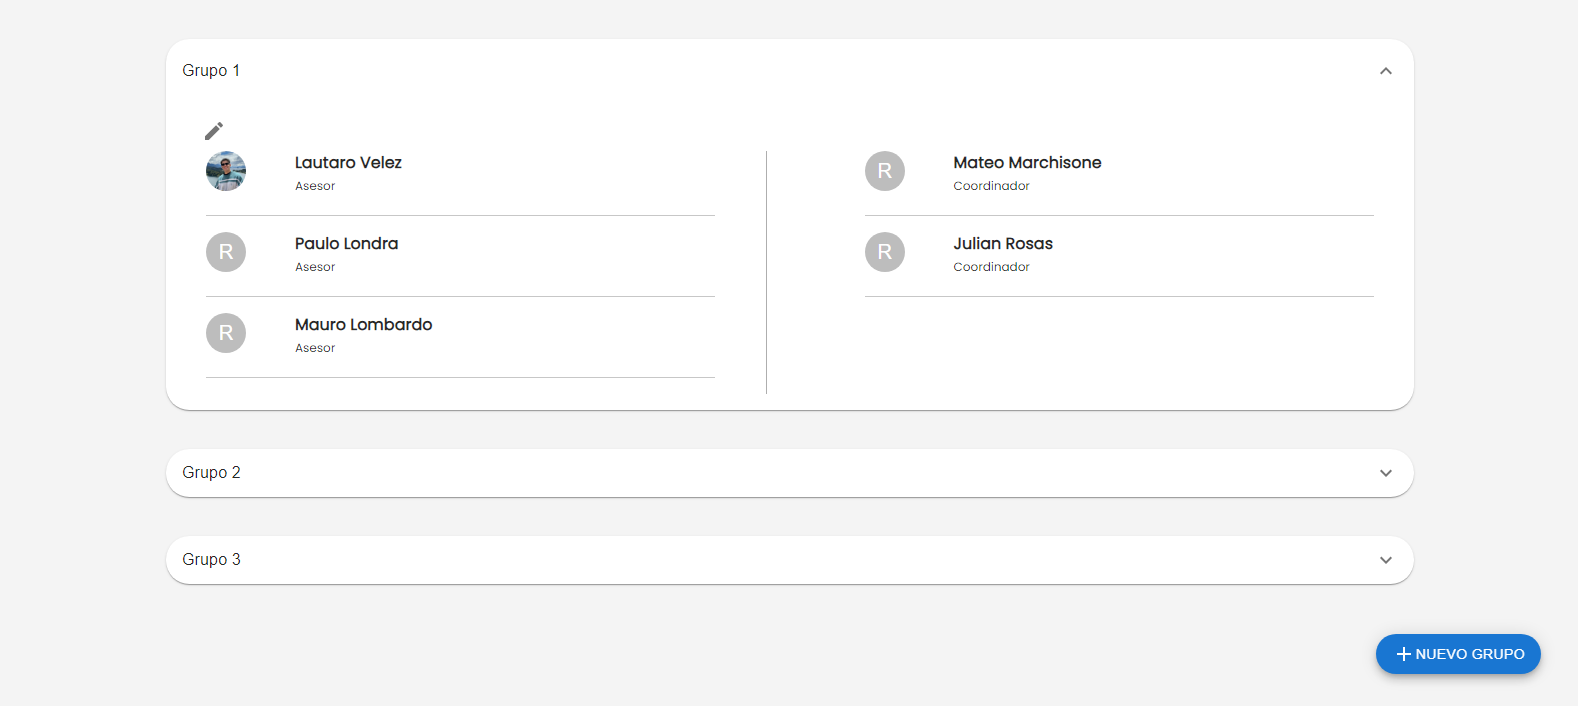 Grupo 1
Lautaro Velez
Asesor
R
Paulo Londra
Asesor
R
Mauro Lombardo
Asesor
R
Mateo Marchisone
Coordinador
R
Julian Rosas
Coordinador
Grupo 2
Grupo 3
NUEVO GRUPO